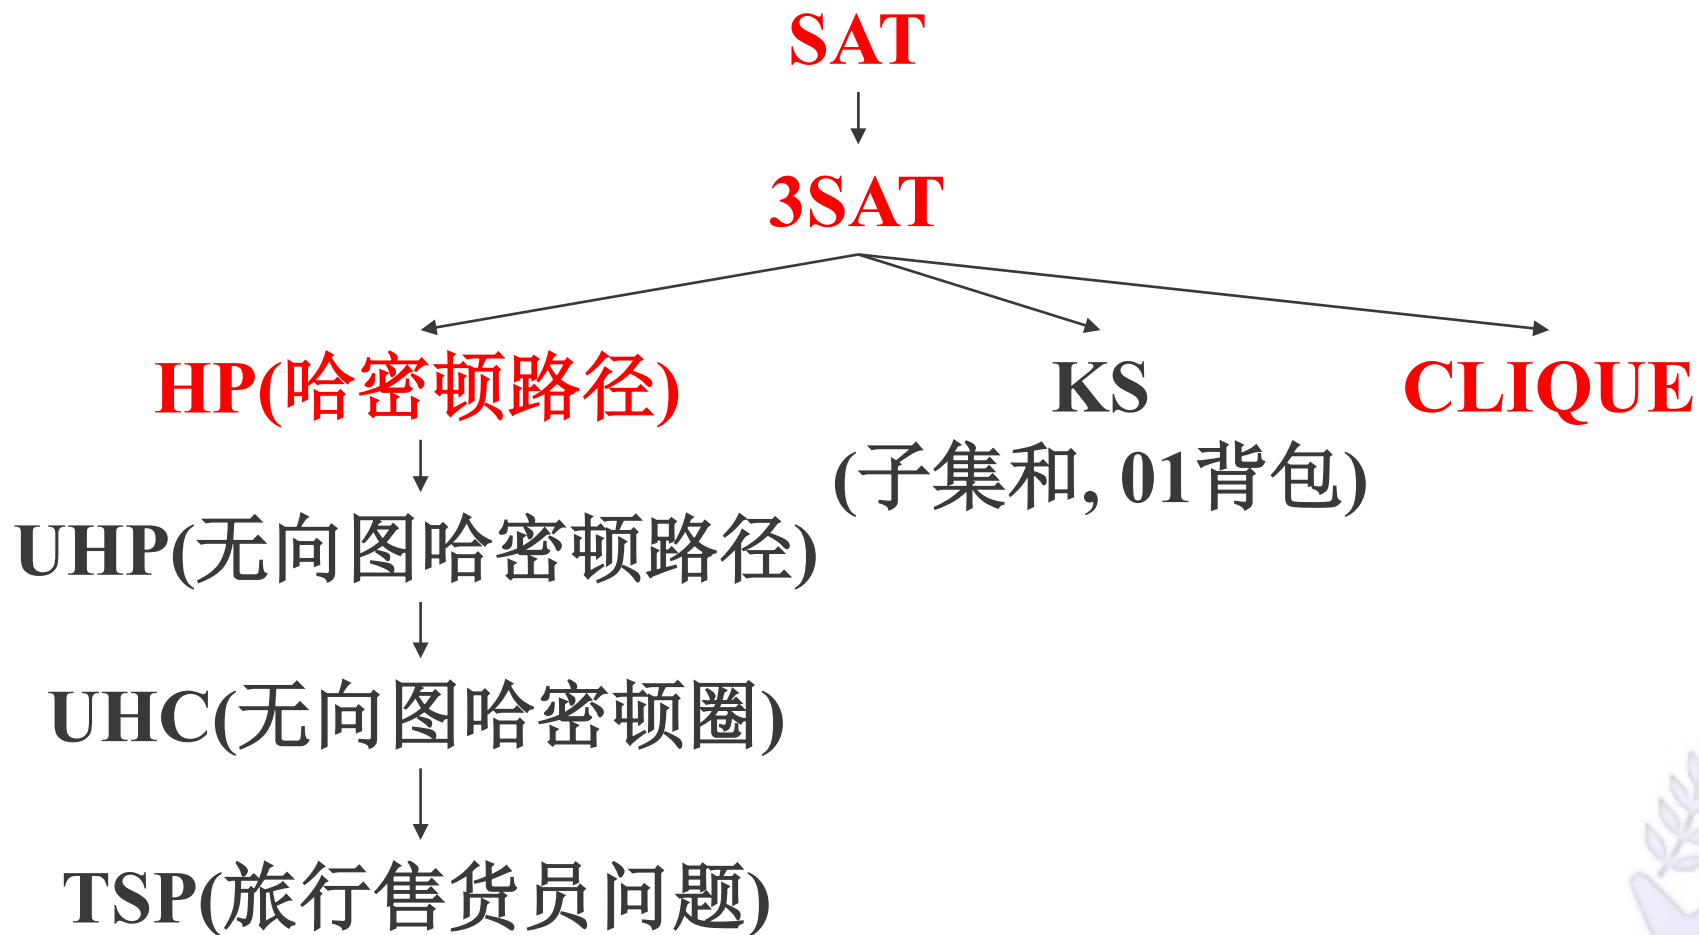 SAT
3SAT
HP(哈密顿路径)
KS
CLIQUE
(子集和, 01背包)
UHP(无向图哈密顿路径)
UHC(无向图哈密顿圈)
TSP(旅行售货员问题)